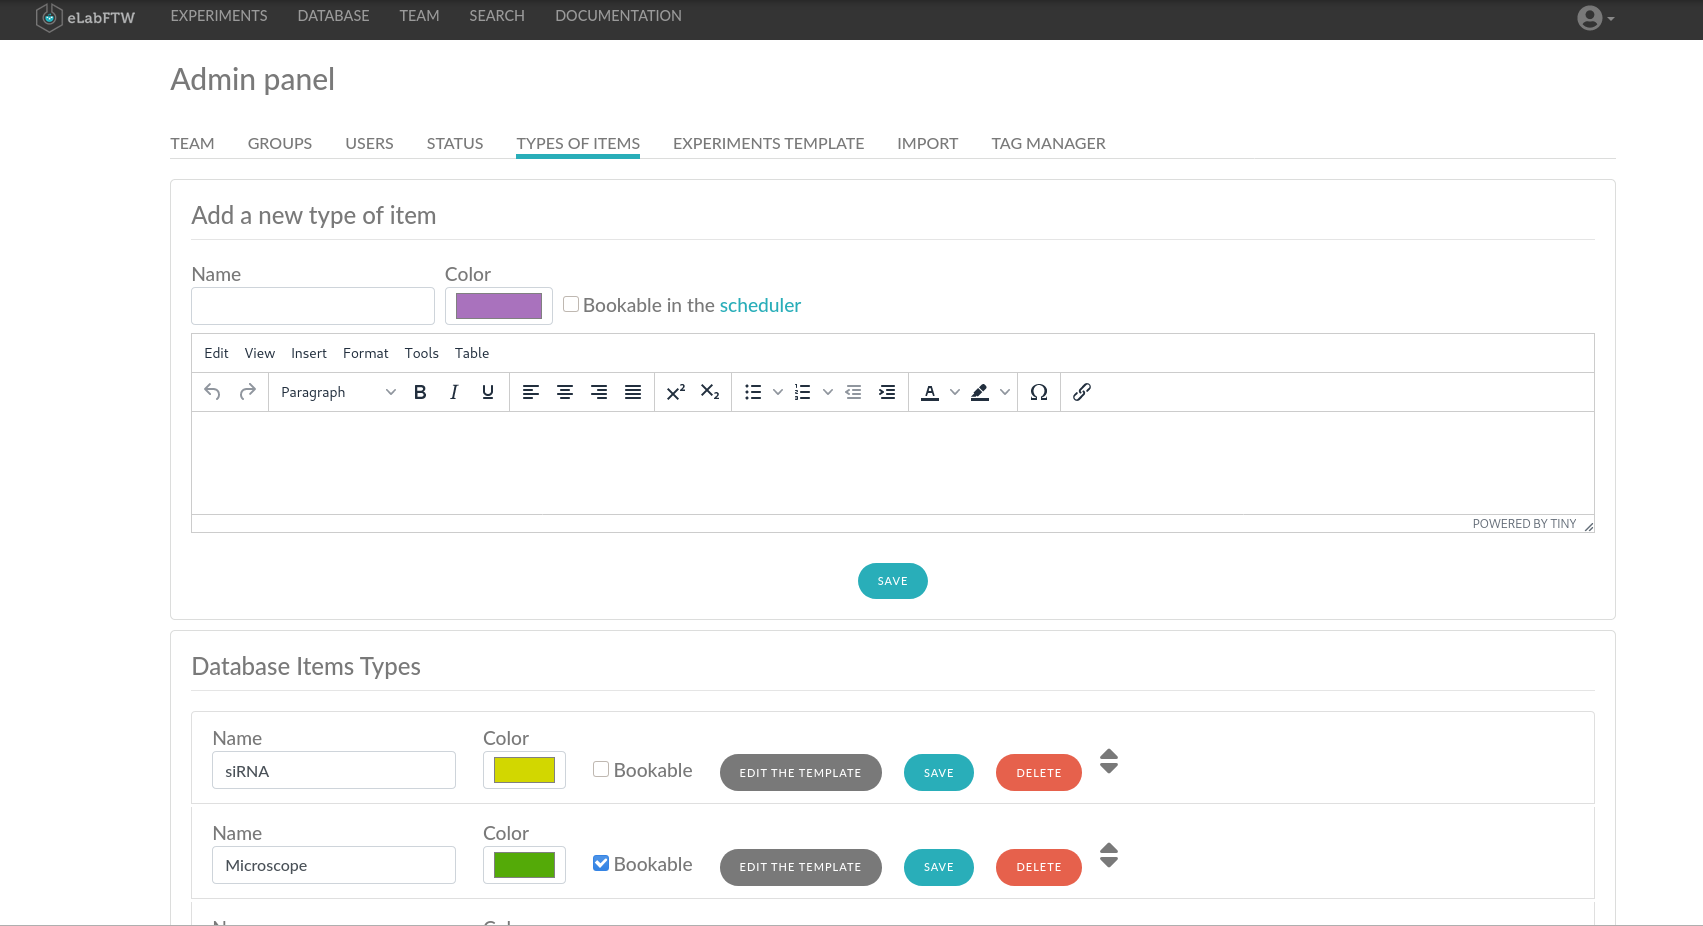 eLabFTW EXPERIMENTS DATABASE TEAM SEARCH DOCUMENTATION
Admin panel
TEAM GROUPS USERS STATUS TYPES OF ITEMS EXPERIMENTS TEMPLATE IMPORT TAG MANAGER
Add a new type of item
Name Color
Bookable in the scheduler
Edit View Insert Format Tools Table
Paragraph B I U X² X₂ A Ω
POWERED BY TINY
SAVE
Database Items Types
Name Color
siRNA Bookable EDIT THE TEMPLATE SAVE DELETE
Name Color
Microscope Bookable EDIT THE TEMPLATE SAVE DELETE